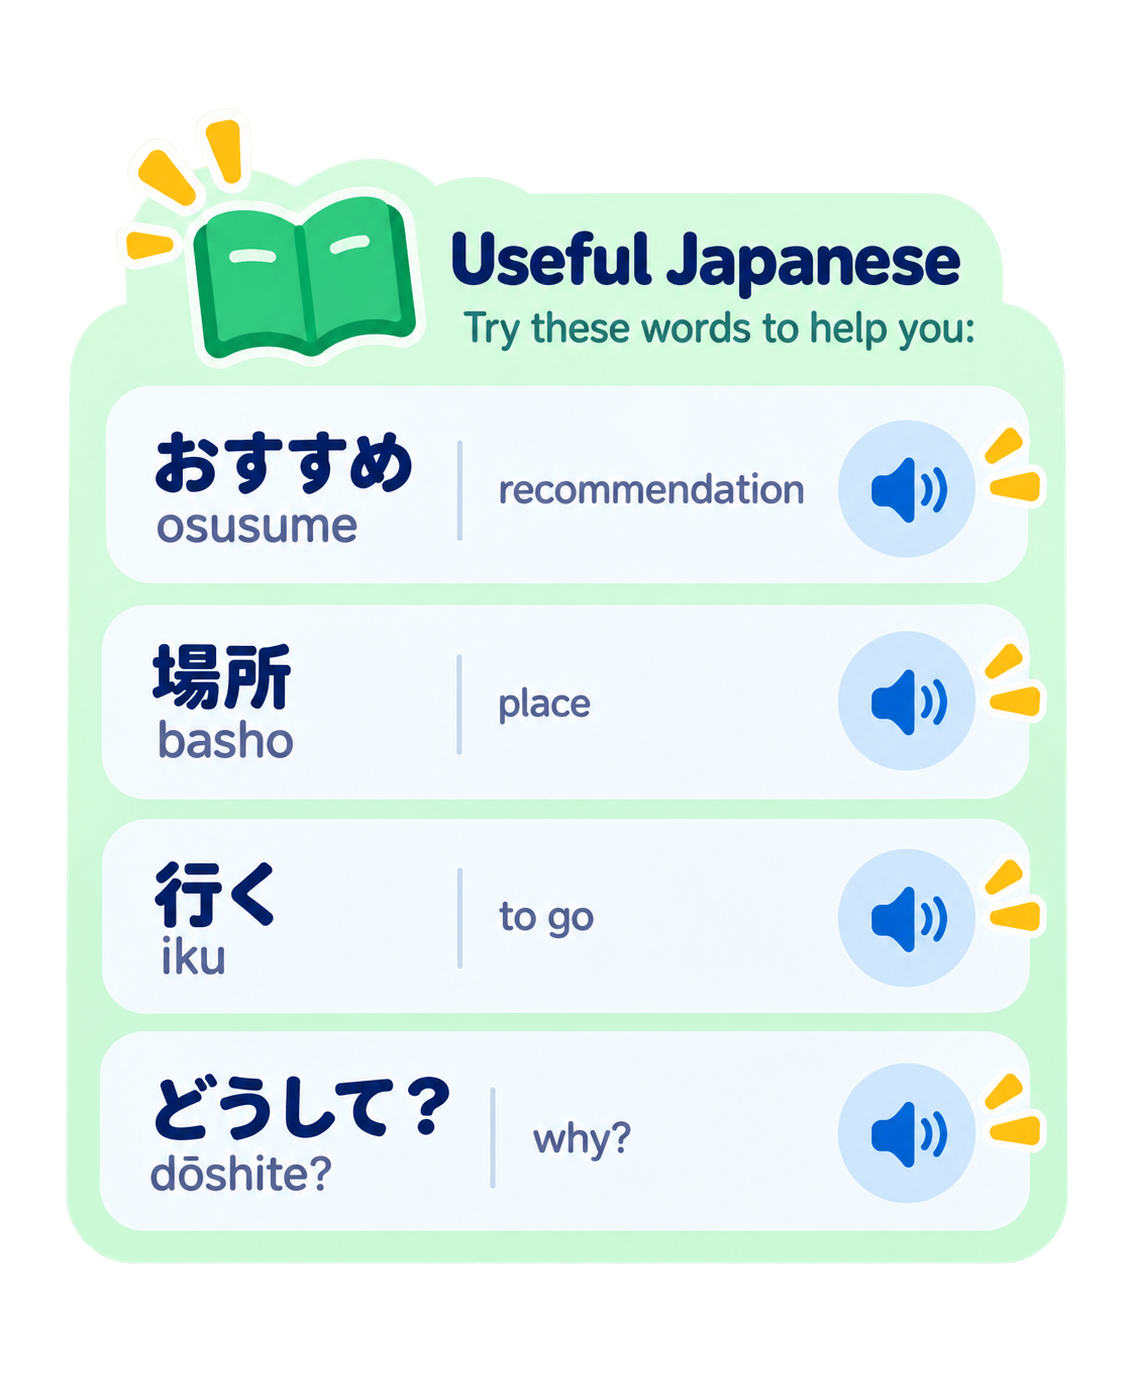 Useful Japanese
Try these words to help you:
おすすめ
osusume
recommendation
場所
basho
place
行く
iku
to go
どうして？
dōshite?
why?